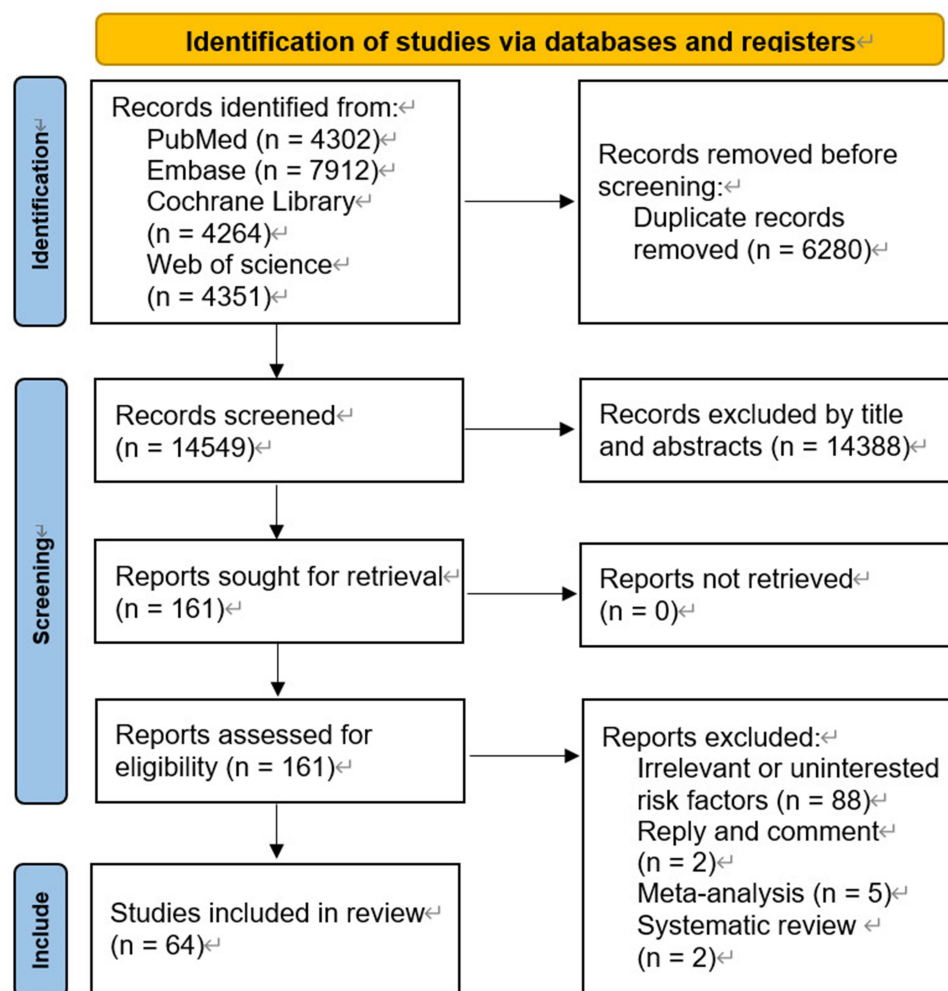 Identification of studies via databases and registers↵
Identification↵
Records identified from:↵
PubMed (n = 4302)↵
Embase (n = 7912)↵
Cochrane Library↵
(n = 4264)↵
Web of science↵
(n = 4351)↵
Records removed before
screening:↵
Duplicate records
removed (n = 6280)↵
Screening↵
Records screened↵
(n = 14549)↵
Records excluded by title
and abstracts (n = 14388)↵
Reports sought for retrieval↵
(n = 161)↵
Reports not retrieved↵
(n = 0)↵
Reports assessed for
eligibility (n = 161)↵
Reports excluded:↵
Irrelevant or uninterested
risk factors (n = 88)↵
Reply and comment↵
(n = 2)↵
Meta-analysis (n = 5)↵
Systematic review ↵
(n = 2)↵
Include
Studies included in review↵
(n = 64)↵